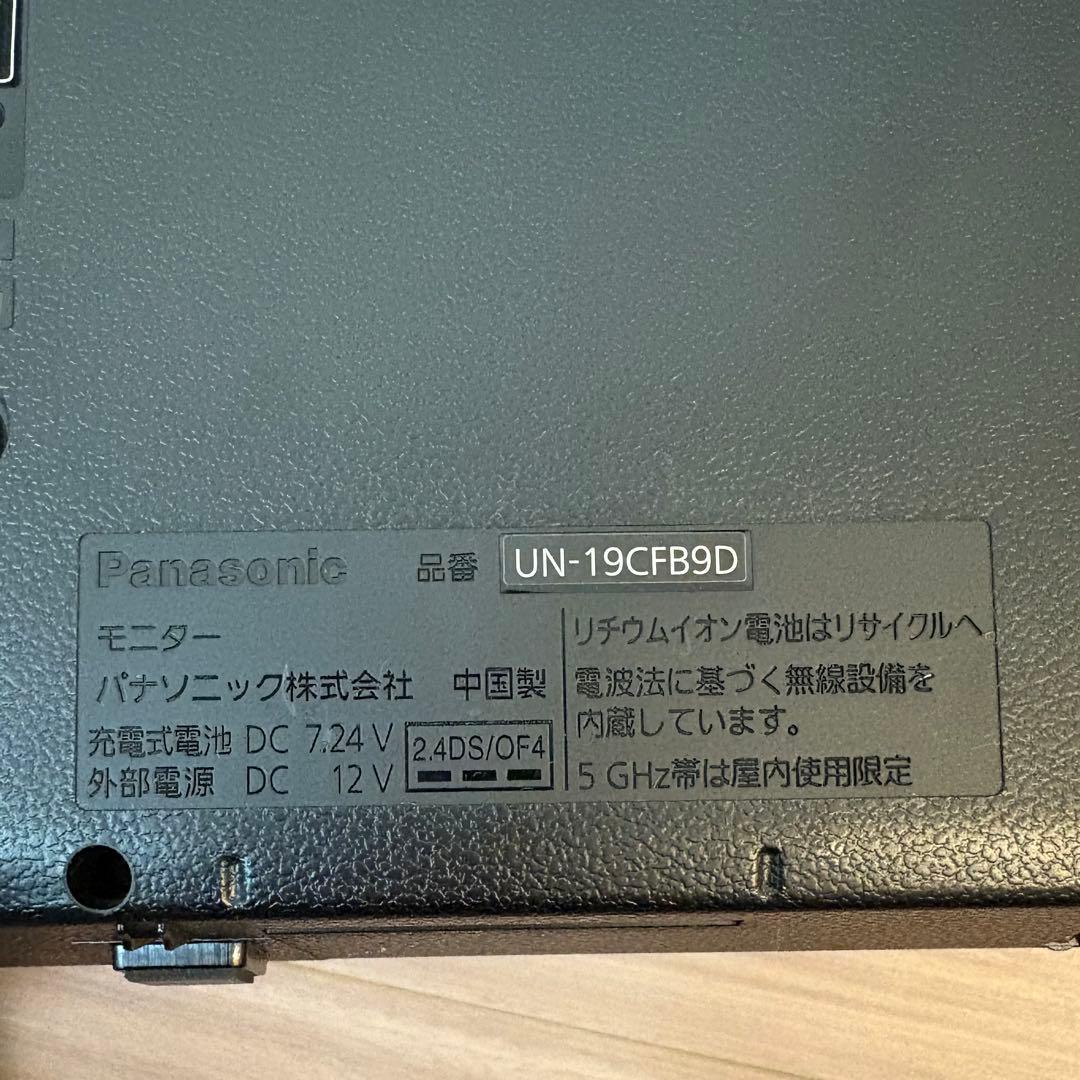 Panasonic 品番 UN-19CFB9D
モニター
パナソニック株式会社 中国製
充電式電池 DC 7.24 V
外部電源 DC 12 V
2.4DS/OF4
リチウムイオン電池はリサイクルへ
電波法に基づく無線設備を
内蔵しています。
5 GHz帯は屋内使用限定